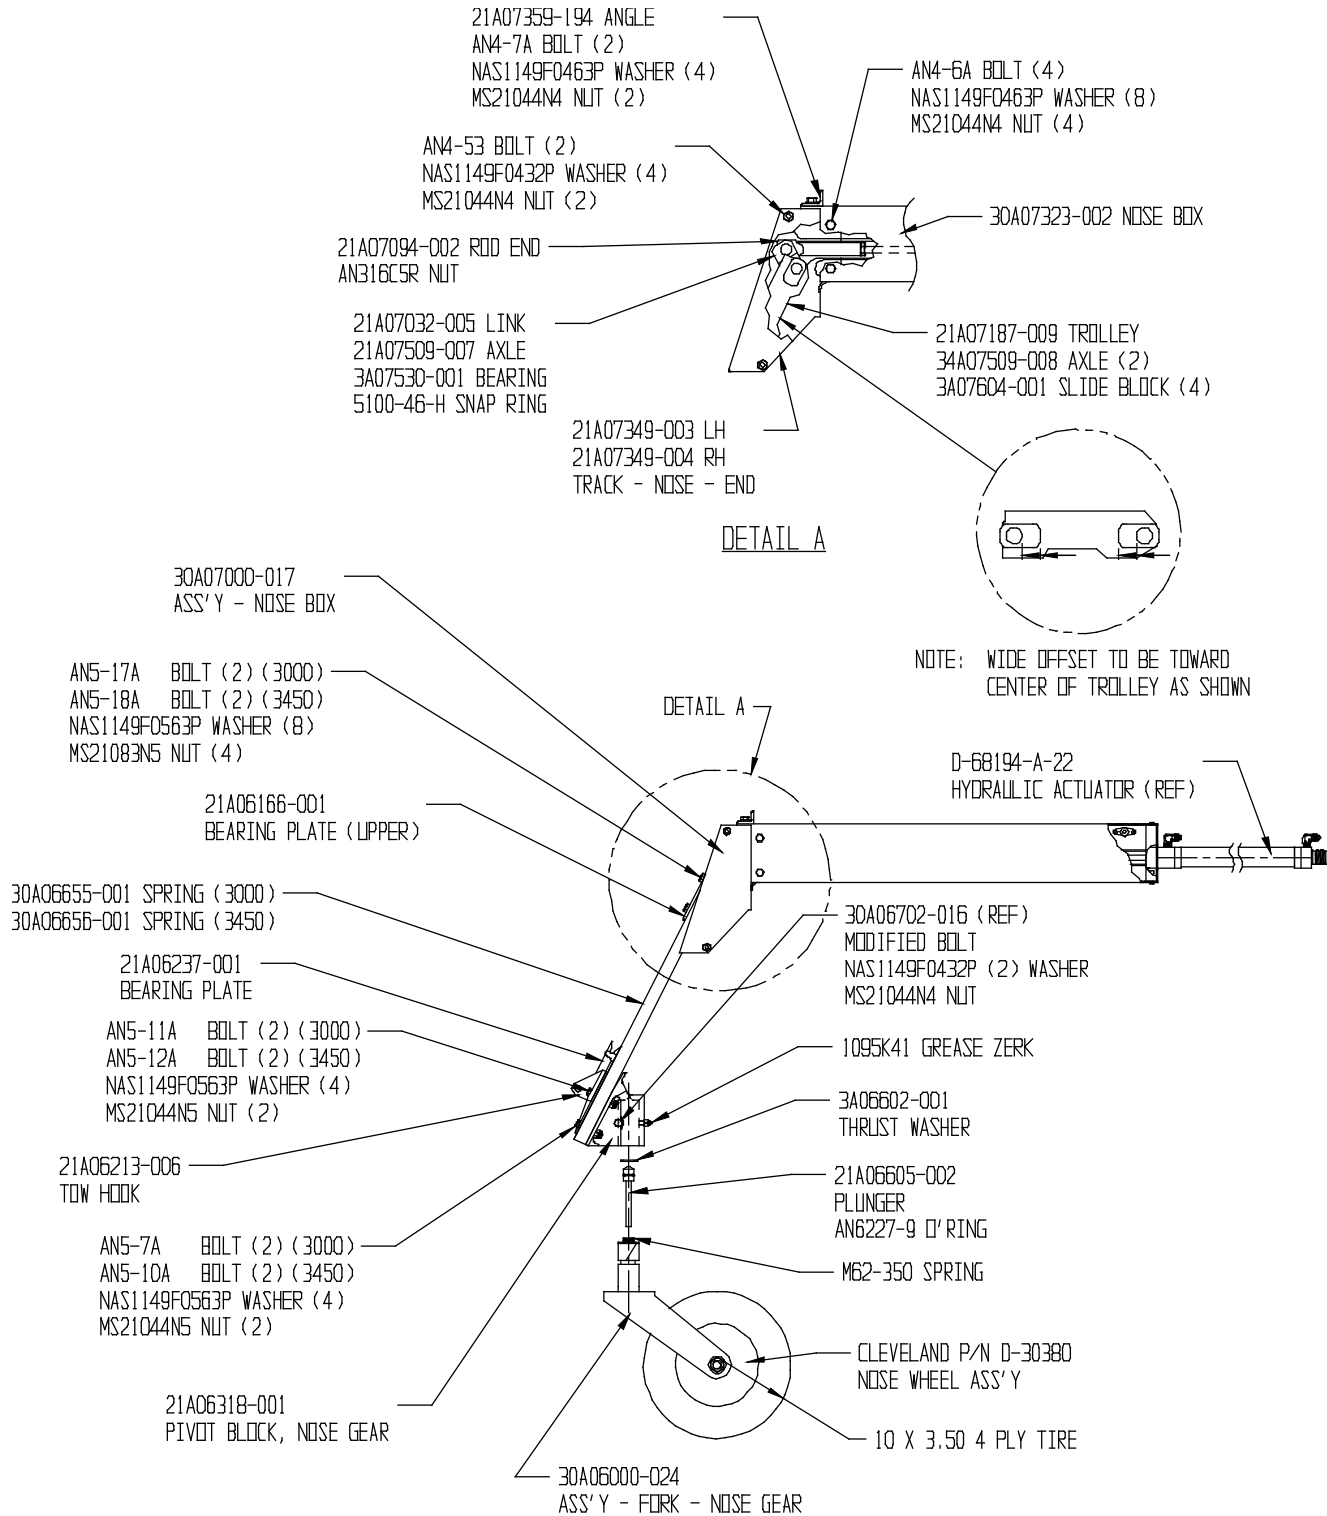 21A07359-194 ANGLE
AN4-7A BOLT (2)
NAS1149F0463P WASHER (4)
MS21044N4 NUT (2)
AN4-6A BOLT (4)
NAS1149F0463P WASHER (8)
MS21044N4 NUT (4)
AN4-53 BOLT (2)
NAS1149F0432P WASHER (4)
MS21044N4 NUT (2)
30A07323-002 NOSE BOX
21A07094-002 ROD END
AN316C5R NUT
21A07032-005 LINK
21A07509-007 AXLE
3A07530-001 BEARING
5100-46-H SNAP RING
21A07187-009 TROLLEY
34A07509-008 AXLE (2)
3A07604-001 SLIDE BLOCK (4)
21A07349-003 LH
21A07349-004 RH
TRACK - NOSE - END
DETAIL A
30A07000-017
ASS'Y - NOSE BOX
NOTE: WIDE OFFSET TO BE TOWARD
CENTER OF TROLLEY AS SHOWN
AN5-17A BOLT (2) (3000)
AN5-18A BOLT (2) (3450)
NAS1149F0563P WASHER (8)
MS21083N5 NUT (4)
DETAIL A
D-68194-A-22
HYDRAULIC ACTUATOR (REF)
21A06166-001
BEARING PLATE (UPPER)
30A06655-001 SPRING (3000)
30A06656-001 SPRING (3450)
30A06702-016 (REF)
MODIFIED BOLT
NAS1149F0432P (2) WASHER
MS21044N4 NUT
21A06237-001
BEARING PLATE
AN5-11A BOLT (2) (3000)
AN5-12A BOLT (2) (3450)
NAS1149F0563P WASHER (4)
MS21044N5 NUT (2)
1095K41 GREASE ZERK
3A06602-001
THRUST WASHER
21A06213-006
TOW HOOK
21A06605-002
PLUNGER
AN6227-9 O'RING
AN5-7A BOLT (2) (3000)
AN5-10A BOLT (2) (3450)
NAS1149F0563P WASHER (4)
MS21044N5 NUT (2)
M62-350 SPRING
CLEVELAND P/N D-30380
NOSE WHEEL ASS'Y
21A06318-001
PIVOT BLOCK, NOSE GEAR
10 X 3.50 4 PLY TIRE
30A06000-024
ASS'Y - FORK - NOSE GEAR